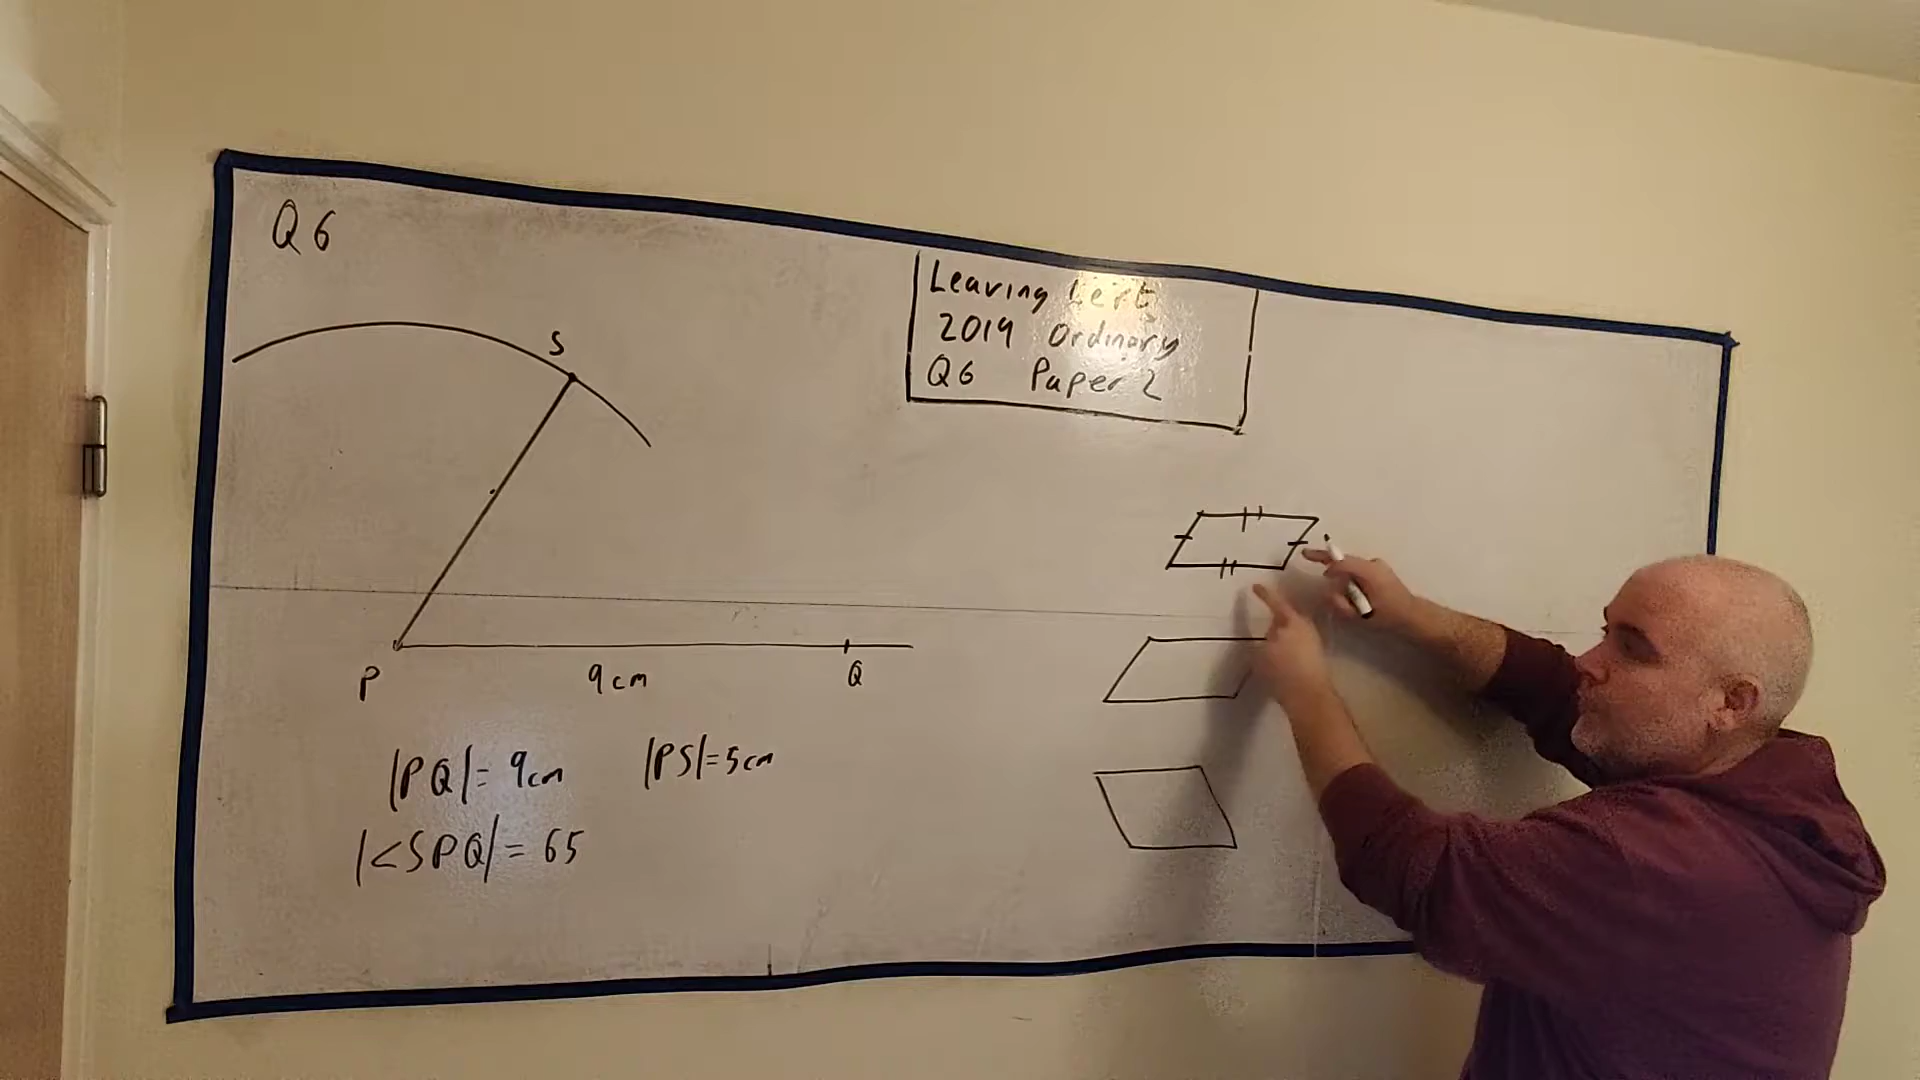 Q6
Leaving Cert
2019 Ordinary
Q6 Paper 2
S
P 9cm Q
|PQ|= 9cm |PS|=5cm
|<SPQ|= 65